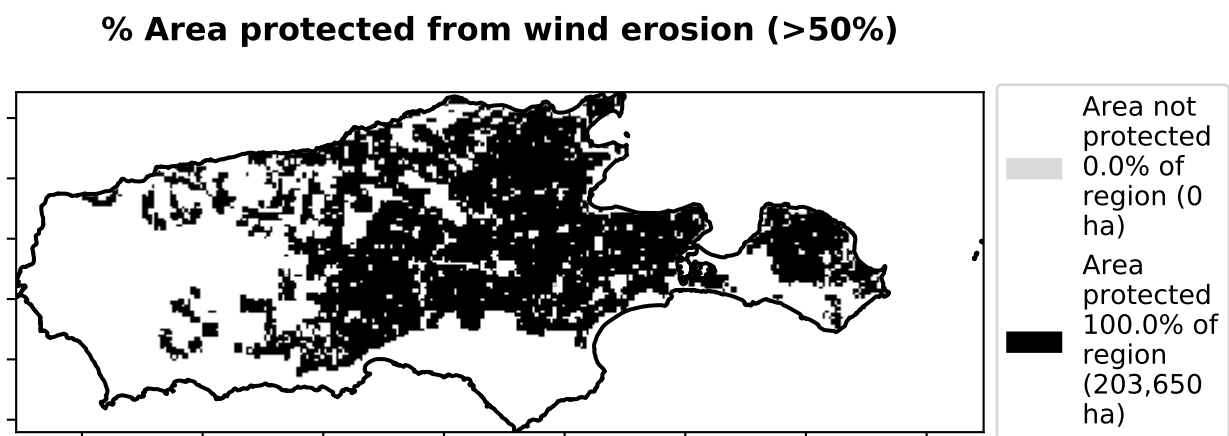 % Area protected from wind erosion (>50%)
Area not
protected
0.0% of
region (0
ha)
Area
protected
100.0% of
region
(203,650
ha)